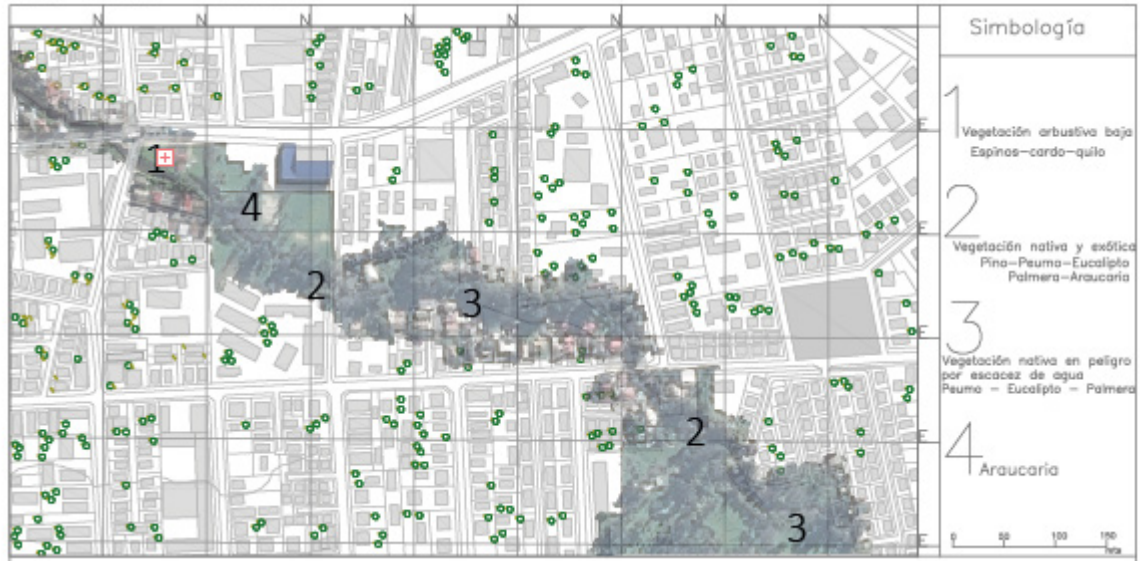 N N N N N N N N
Simbología
E
E
E
E
E
1
4
2
3
2
3
1 Vegetación arbustiva baja
Espinos-cardo-quilo
2
Vegetación nativa y exótica
Pino-Peumo-Eucalipto
Palmera-Araucaria
3
Vegetación nativa en peligro
por escacez de agua
Peumo - Eucalipto - Palmera
4 Araucaria
0 50 100 150
mts